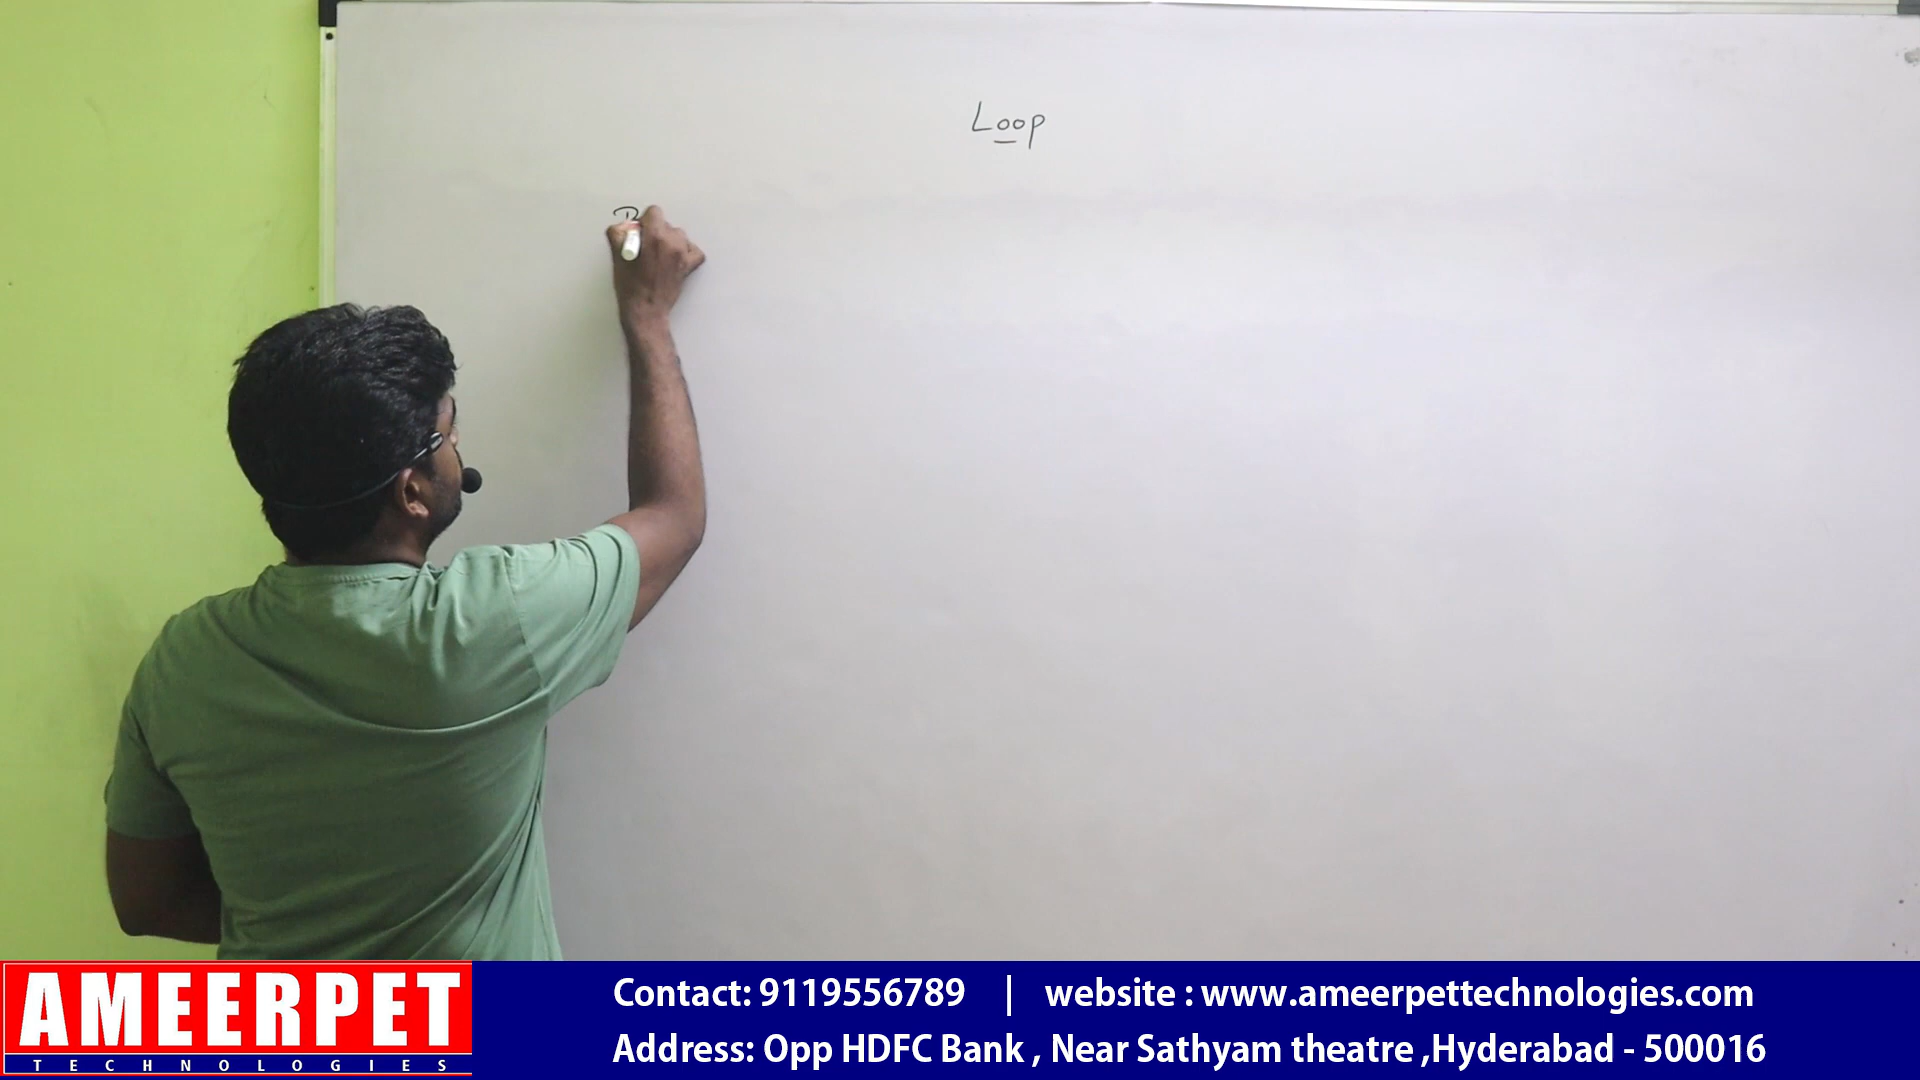 Loop
AMEERPET
TECHNOLOGIES
Contact: 9119556789 | website : www.ameerpettechnologies.com
Address: Opp HDFC Bank , Near Sathyam theatre ,Hyderabad - 500016